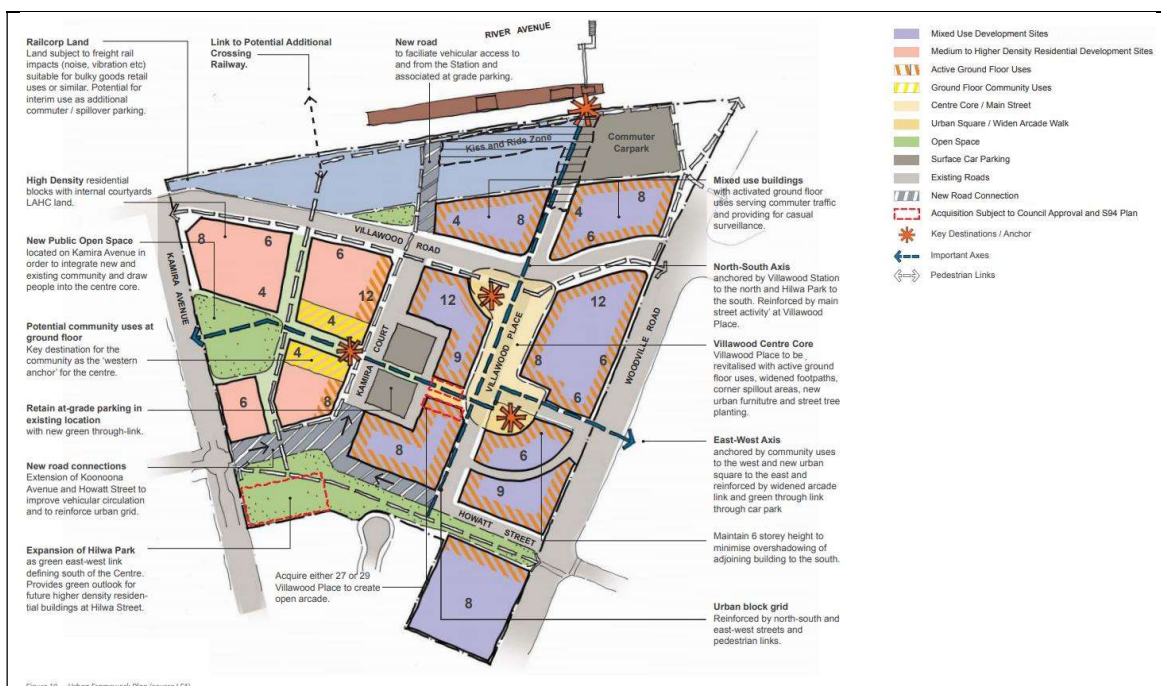 RIVER AVENUE
Railcorp Land
Land subject to freight rail
impacts (noise, vibration etc)
suitable for bulky goods retail
uses or similar. Potential for
interim use as additional
commuter / spillover parking.
Link to Potential Additional
Crossing
Railway.
New road
to faciliate vehicular access to
and from the Station and
associated at grade parking.
Mixed Use Development Sites
Medium to Higher Density Residential Development Sites
Active Ground Floor Uses
Ground Floor Community Uses
Centre Core / Main Street
Urban Square / Widen Arcade Walk
Open Space
Surface Car Parking
Existing Roads
New Road Connection
Acquisition Subject to Council Approval and S94 Plan
Key Destinations / Anchor
Important Axes
Pedestrian Links
High Density residential
blocks with internal courtyards
LAHC land.
New Public Open Space
located on Kamira Avenue in
order to integrate new and
existing community and draw
people into the centre core.
Potential community uses at
ground floor
Key destination for the
community as the 'western
anchor' for the centre.
Retain at-grade parking in
existing location
with new green through-link.
New road connections
Extension of Koonoona
Avenue and Howatt Street to
improve vehicular circulation
and to reinforce urban grid.
Expansion of Hilwa Park
as green east-west link
defining south of the Centre.
Provides green outlook for
future higher density residen-
tial buildings at Hilwa Street.
Kiss and Ride Zone
Commuter
Carpark
4 8 4 8 6
VILLAWOOD ROAD
KAMIRA AVENUE
8 6 4
6 12 4
4 8
6
KAMIRA COURT
12 9
VILLAWOOD PLACE
12 8 6 6
WOODVILLE ROAD
8
6
9
HOWATT STREET
8
Acquire either 27 or 29
Villawood Place to create
open arcade.
Mixed use buildings
with activated ground floor
uses serving commuter traffic
and providing for casual
surveillance.
North-South Axis
anchored by Villawood Station
to the north and Hilwa Park to
the south. Reinforced by main
street activity' at Villawood
Place.
Villawood Centre Core
Villawood Place to be
revitalised with active ground
floor uses, widened footpaths,
corner spillout areas, new
urban furnitutre and street tree
planting.
East-West Axis
anchored by community uses
to the west and new urban
square to the east and
reinforced by widened arcade
link and green through link
through car park
Maintain 6 storey height to
minimise overshadowing of
adjoining building to the south.
Urban block grid
Reinforced by north-south and
east-west streets and
pedestrian links.